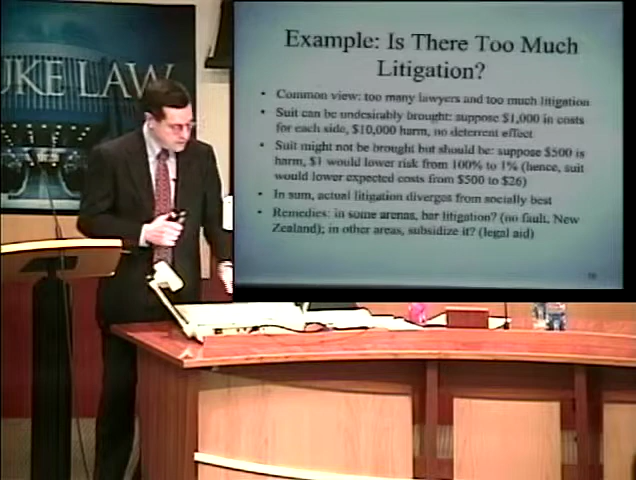 UKE LAW
Example: Is There Too Much
Litigation?
• Common view: too many lawyers and too much litigation
• Suit can be undesirably brought: suppose $1,000 in costs
for each side, $10,000 harm, no deterrent effect
• Suit might not be brought but should be: suppose $500 is
harm, $1 would lower risk from 100% to 1% (hence, suit
would lower expected costs from $500 to $26)
• In sum, actual litigation diverges from socially best
• Remedies: in some arenas, bar litigation? (no fault, New
Zealand); in other areas, subsidize it? (legal aid)